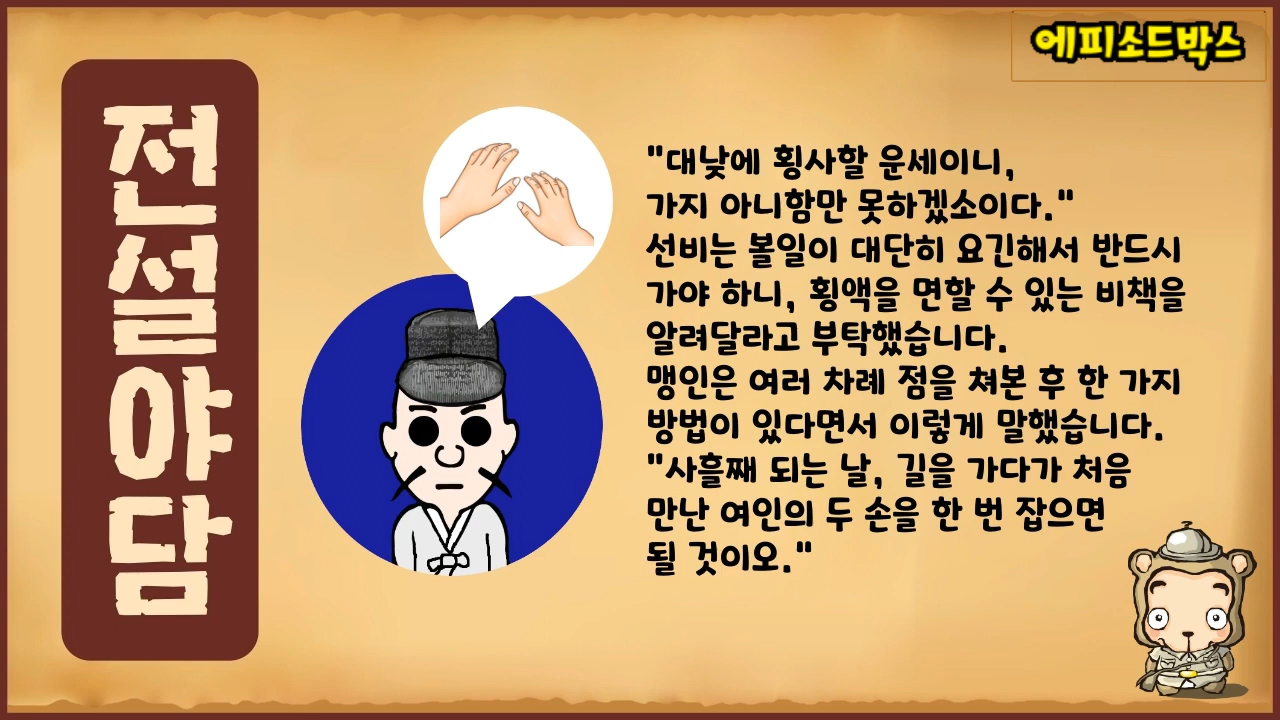 에피소드박스
전설야담
"대낮에 횡사할 운세이니,
가지 아니함만 못하겠소이다."
선비는 볼일이 대단히 요긴해서 반드시
가야 하니, 횡액을 면할 수 있는 비책을
알려달라고 부탁했습니다.
맹인은 여러 차례 점을 쳐본 후 한 가지
방법이 있다면서 이렇게 말했습니다.
"사흘째 되는 날, 길을 가다가 처음
만난 여인의 두 손을 한 번 잡으면
될 것이오."